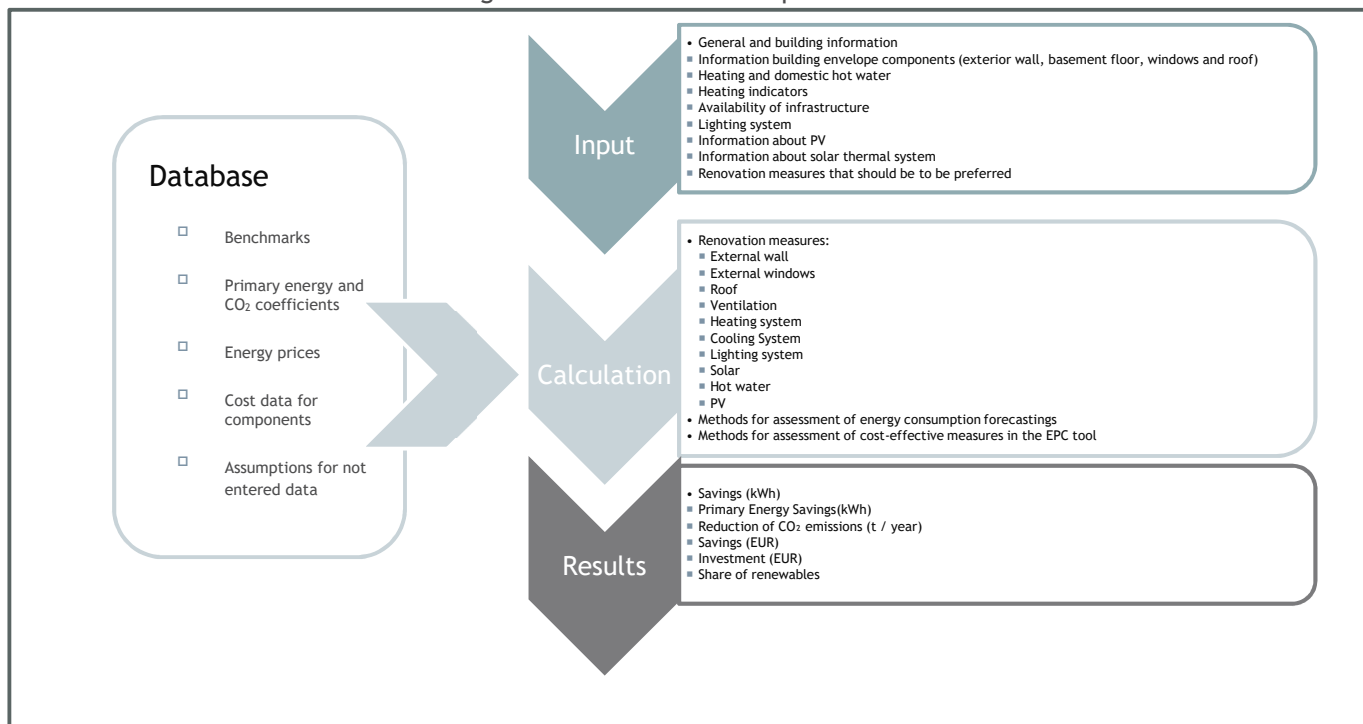 Database
□ Benchmarks
□ Primary energy and
CO₂ coefficients
□ Energy prices
□ Cost data for
components
□ Assumptions for not
entered data
Input
• General and building information
▪ Information building envelope components (exterior wall, basement floor, windows and roof)
▪ Heating and domestic hot water
▪ Heating indicators
▪ Availability of infrastructure
▪ Lighting system
▪ Information about PV
▪ Information about solar thermal system
▪ Renovation measures that should be to be preferred
Calculation
• Renovation measures:
▪ External wall
▪ External windows
▪ Roof
▪ Ventilation
▪ Heating system
▪ Cooling System
▪ Lighting system
▪ Solar
▪ Hot water
▪ PV
• Methods for assessment of energy consumption forecastings
• Methods for assessment of cost-effective measures in the EPC tool
Results
• Savings (kWh)
▪ Primary Energy Savings(kWh)
▪ Reduction of CO₂ emissions (t / year)
▪ Savings (EUR)
▪ Investment (EUR)
▪ Share of renewables